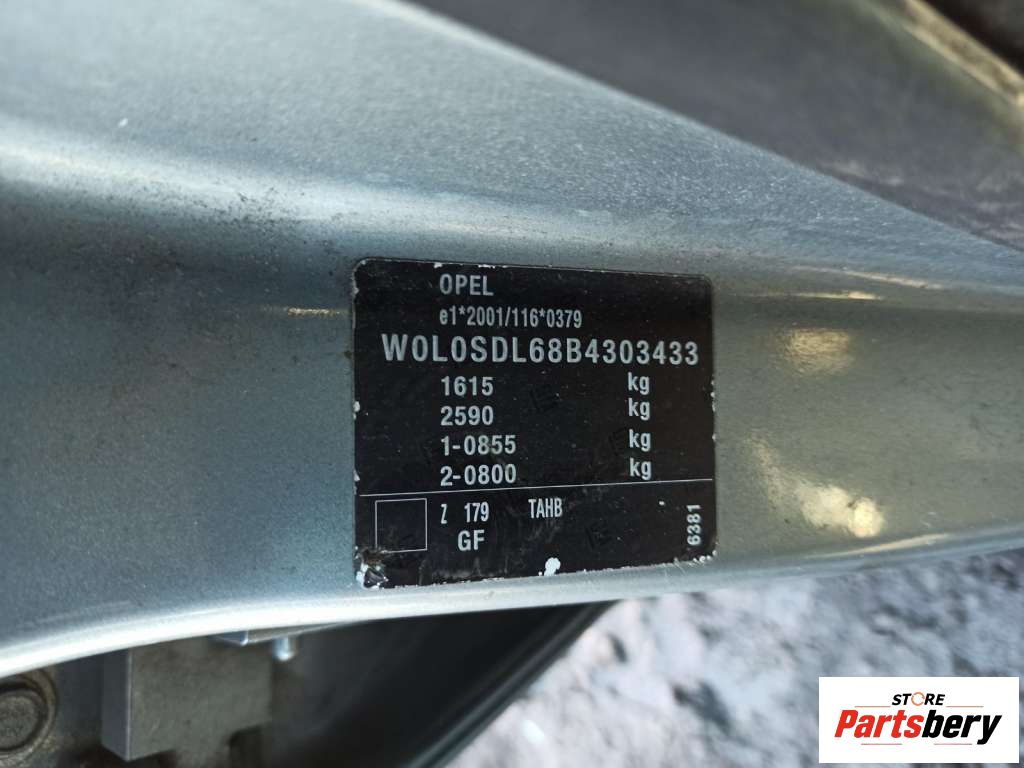 OPEL
e1*2001/116*0379
W0L0SDL68B4303433
1615 kg
2590 kg
1-0855 kg
2-0800 kg
Z 179 TAHB
GF
6381
STORE
Partsbery